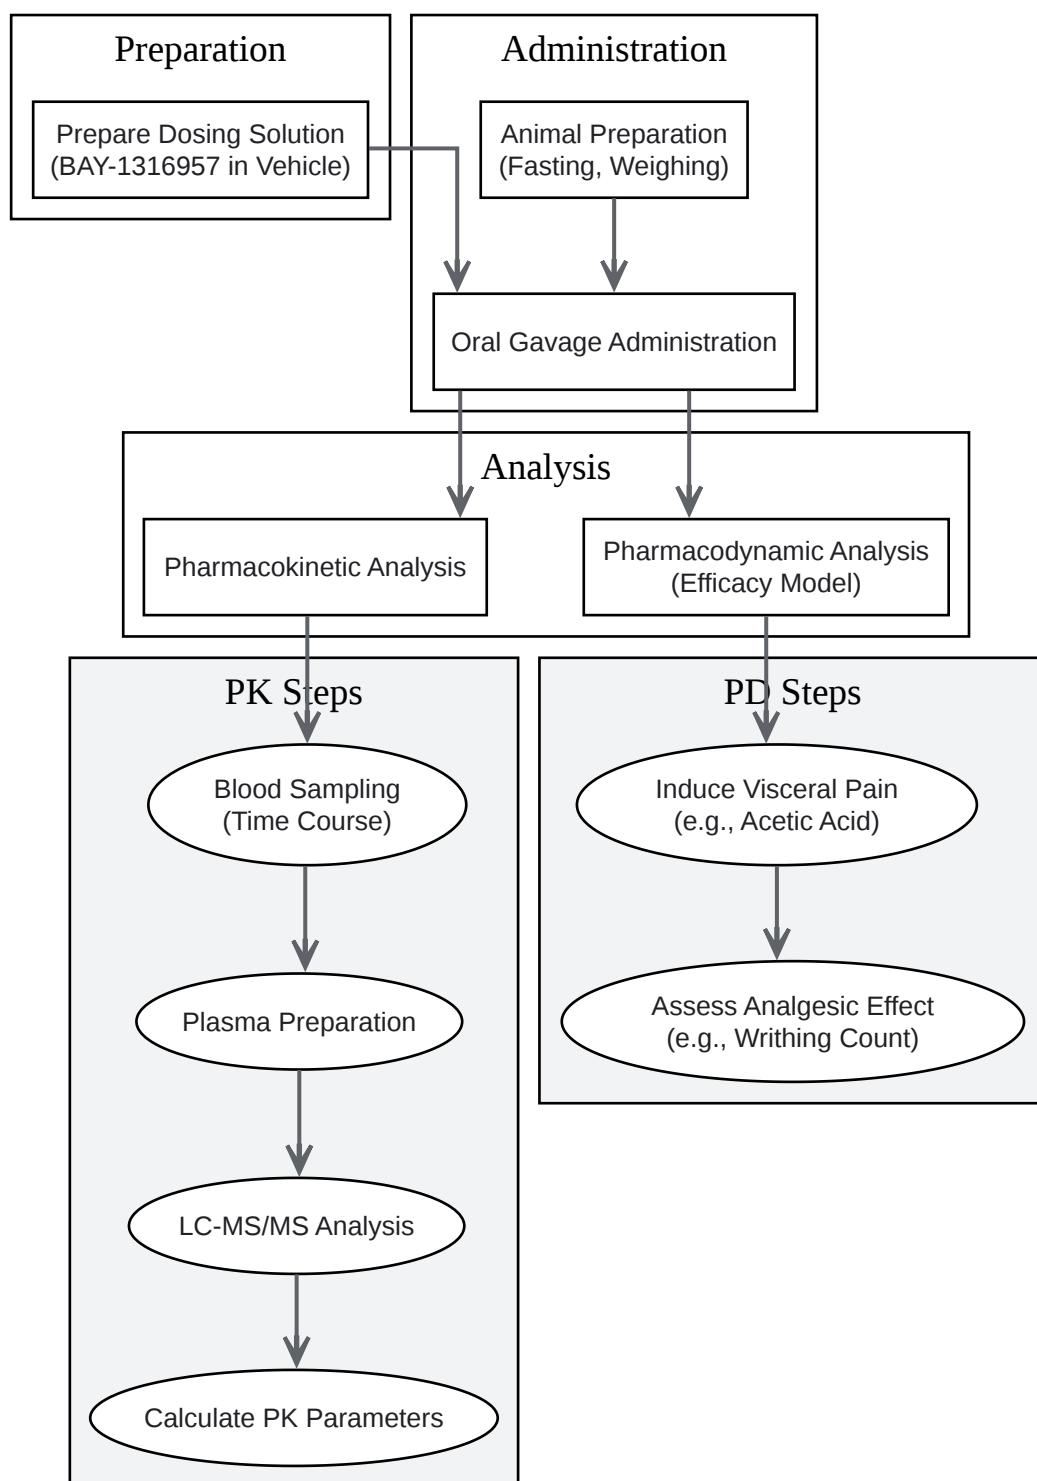 Preparation
Prepare Dosing Solution
(BAY-1316957 in Vehicle)
Administration
Animal Preparation
(Fasting, Weighing)
Oral Gavage Administration
Analysis
Pharmacokinetic Analysis
Pharmacodynamic Analysis
(Efficacy Model)
PK Steps
Blood Sampling
(Time Course)
Plasma Preparation
LC-MS/MS Analysis
Calculate PK Parameters
PD Steps
Induce Visceral Pain
(e.g., Acetic Acid)
Assess Analgesic Effect
(e.g., Writhing Count)